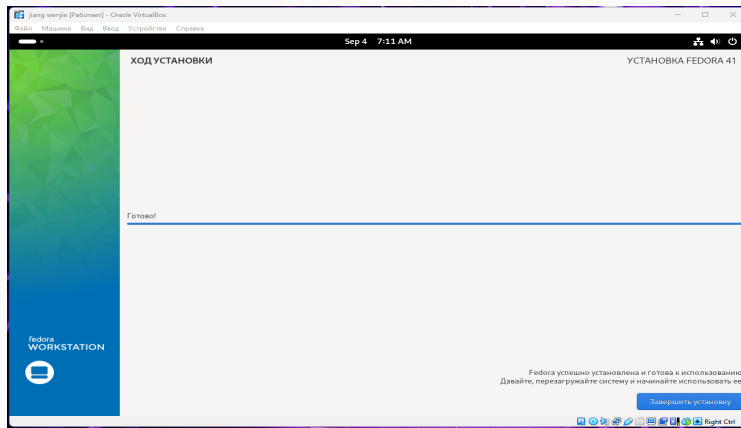 jiang.wenjie [Работает] - Oracle VirtualBox
Файл Машина Вид Ввод Устройства Справка
Sep 4 7:11 AM
ХОД УСТАНОВКИ
УСТАНОВКА FEDORA 41
Готово!
fedora
WORKSTATION
Fedora успешно установлена и готова к использованию
Давайте, перезагружайте систему и начинайте использовать ее
Завершить установку
Right Ctrl